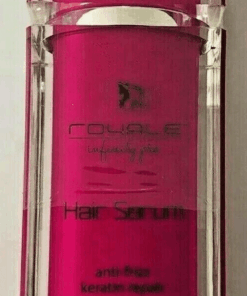 ROYALE
Hair Serum
anti frizz
keratin repair